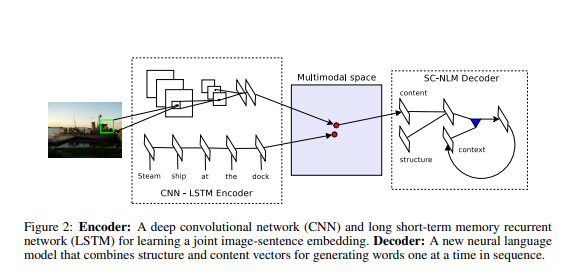 Multimodal space
SC-NLM Decoder
content
structure
context
Steam ship at the dock
CNN - LSTM Encoder
Figure 2: Encoder: A deep convolutional network (CNN) and long short-term memory recurrent
network (LSTM) for learning a joint image-sentence embedding. Decoder: A new neural language
model that combines structure and content vectors for generating words one at a time in sequence.